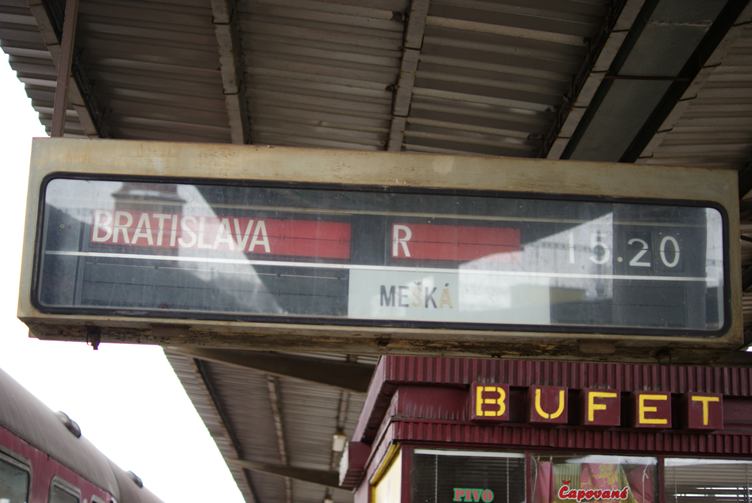 BRATISLAVA R 15.20
MEŠKÁ
BUFET
PIVO
Čapované